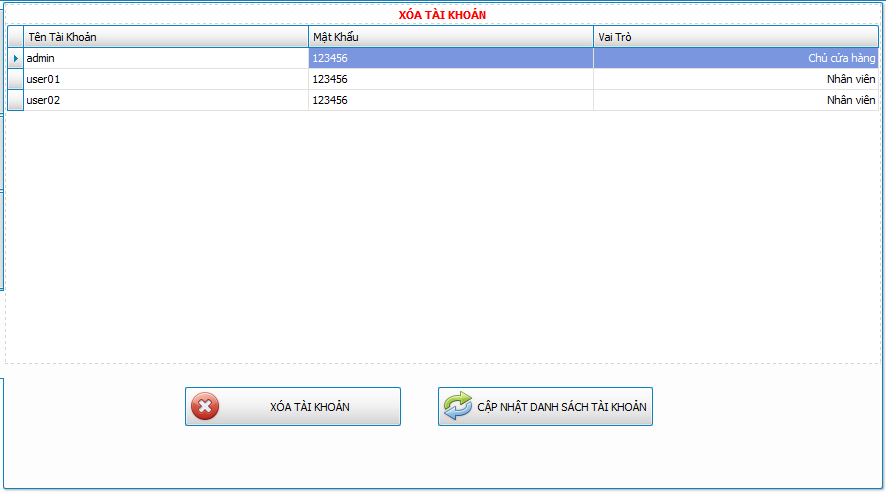 XÓA TÀI KHOẢN
Tên Tài Khoản Mật Khẩu Vai Trò
admin 123456 Chủ cửa hàng
user01 123456 Nhân viên
user02 123456 Nhân viên
XÓA TÀI KHOẢN CẬP NHẬT DANH SÁCH TÀI KHOẢN